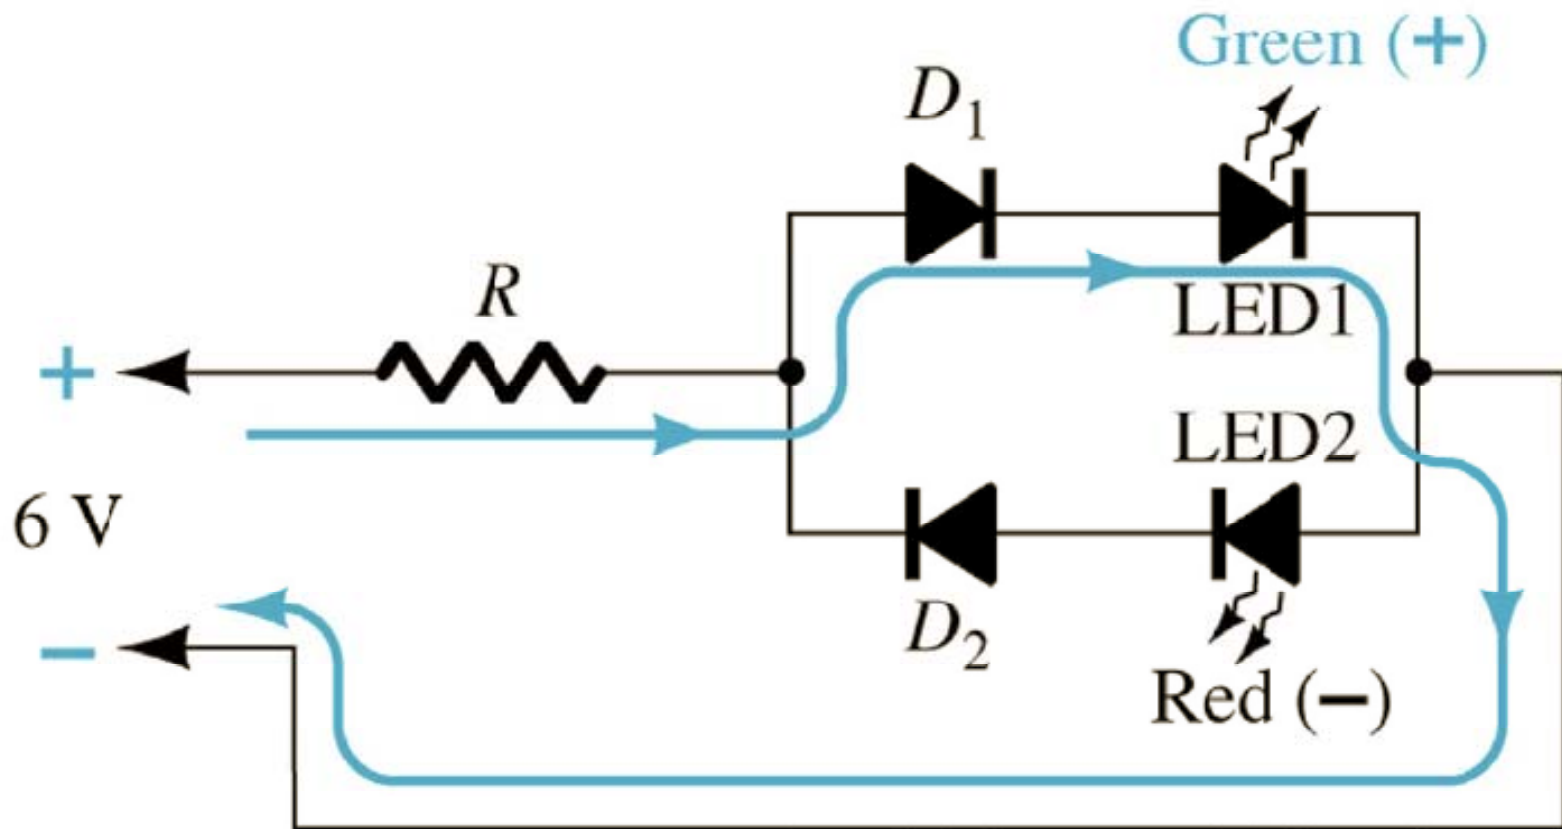 Green (+)
D1
R
LED1
+
LED2
6 V
D2
−
Red (−)